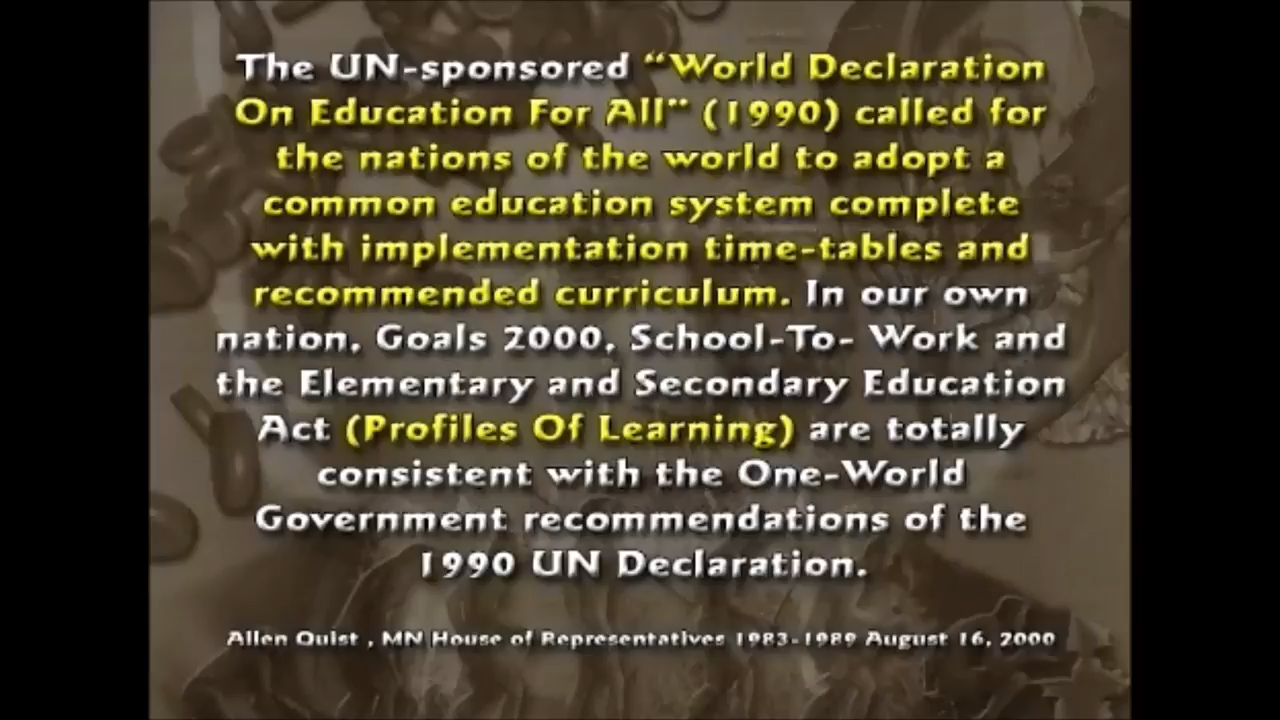 The UN-sponsored “World Declaration
On Education For All” (1990) called for
the nations of the world to adopt a
common education system complete
with implementation time-tables and
recommended curriculum. In our own
nation, Goals 2000, School-To- Work and
the Elementary and Secondary Education
Act (Profiles Of Learning) are totally
consistent with the One-World
Government recommendations of the
1990 UN Declaration.
Allen Quist , MN House of Representatives 1983-1989 August 16, 2000